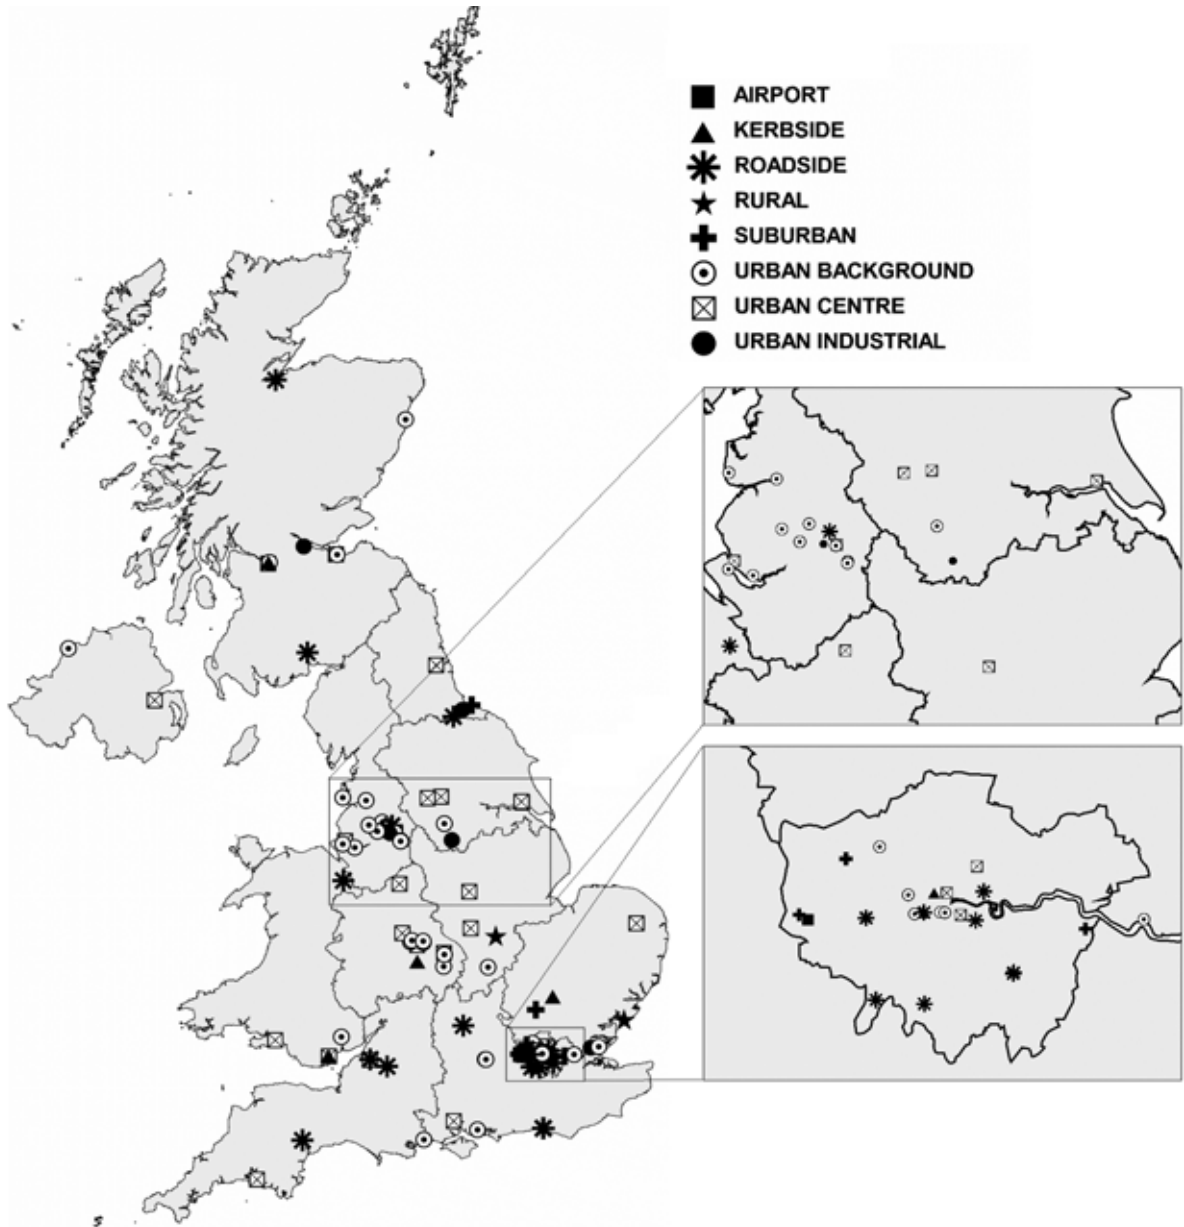 AIRPORT
KERBSIDE
ROADSIDE
RURAL
SUBURBAN
URBAN BACKGROUND
URBAN CENTRE
URBAN INDUSTRIAL